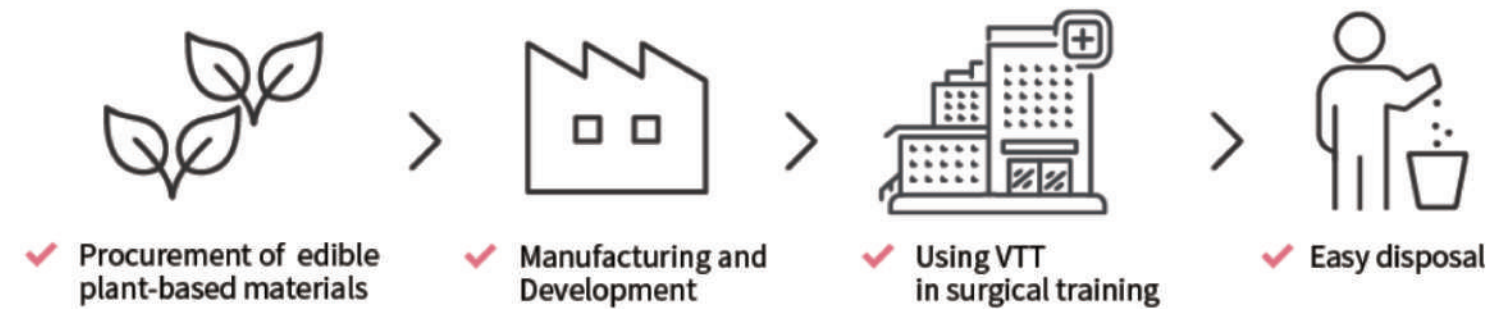 Procurement of edible
plant-based materials
Manufacturing and
Development
Using VTT
in surgical training
Easy disposal